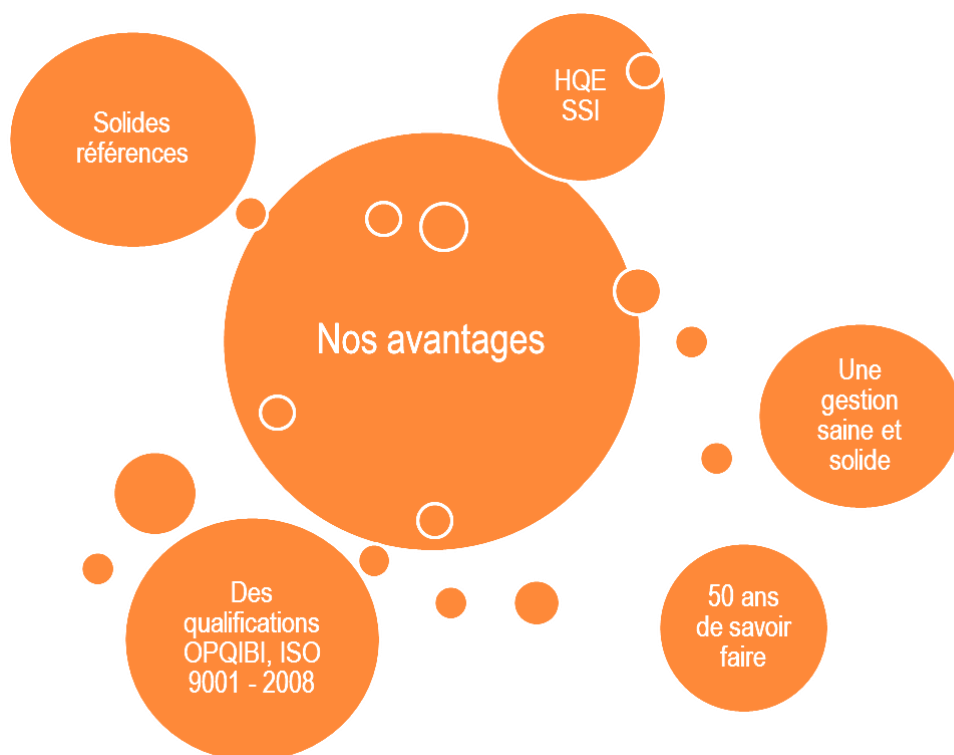 HQE
SSI
Solides
références
Nos avantages
Une
gestion
saine et
solide
Des
qualifications
OPQIBI, ISO
9001 - 2008
50 ans
de savoir
faire